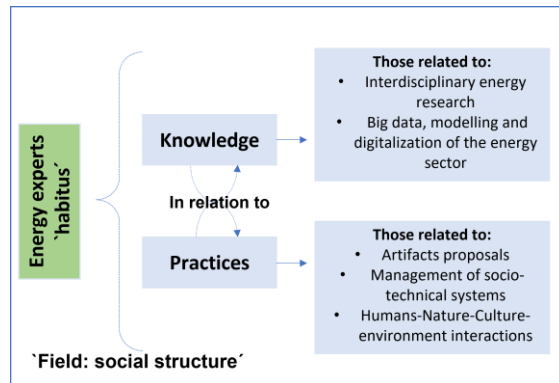 Energy experts
`habitus´
Knowledge
In relation to
Practices
Those related to:
• Interdisciplinary energy
research
• Big data, modelling and
digitalization of the energy
sector
Those related to:
• Artifacts proposals
• Management of socio-
technical systems
• Humans-Nature-Culture-
environment interactions
`Field: social structure´